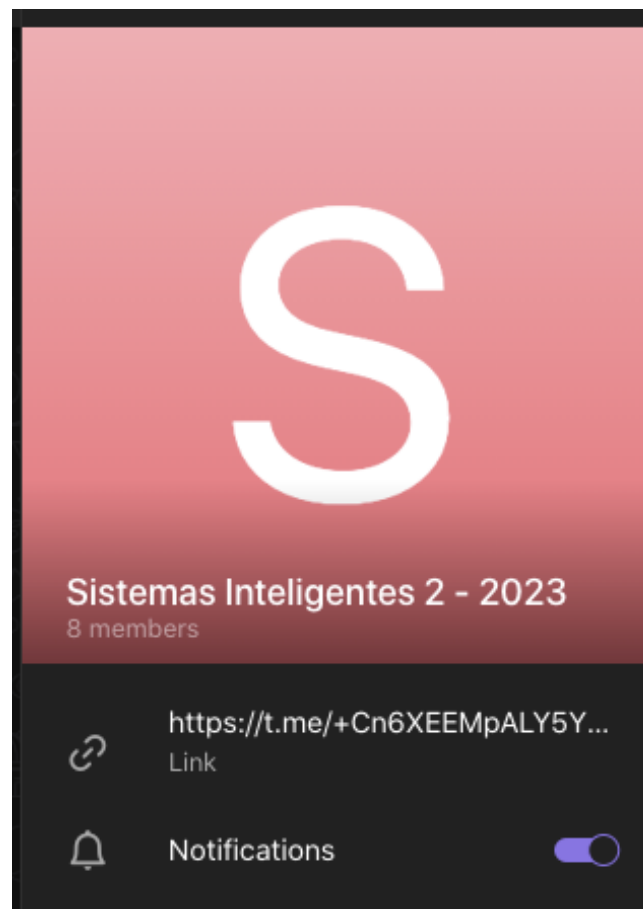 S
Sistemas Inteligentes 2 - 2023
8 members
https://t.me/+Cn6XEEMpALY5Y...
Link
Notifications